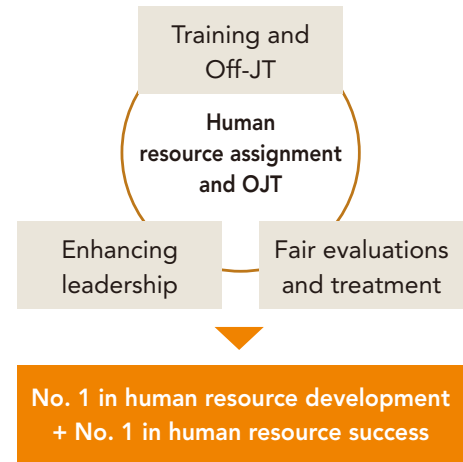 Training and
Off-JT
Human
resource assignment
and OJT
Enhancing
leadership
Fair evaluations
and treatment
No. 1 in human resource development
+ No. 1 in human resource success